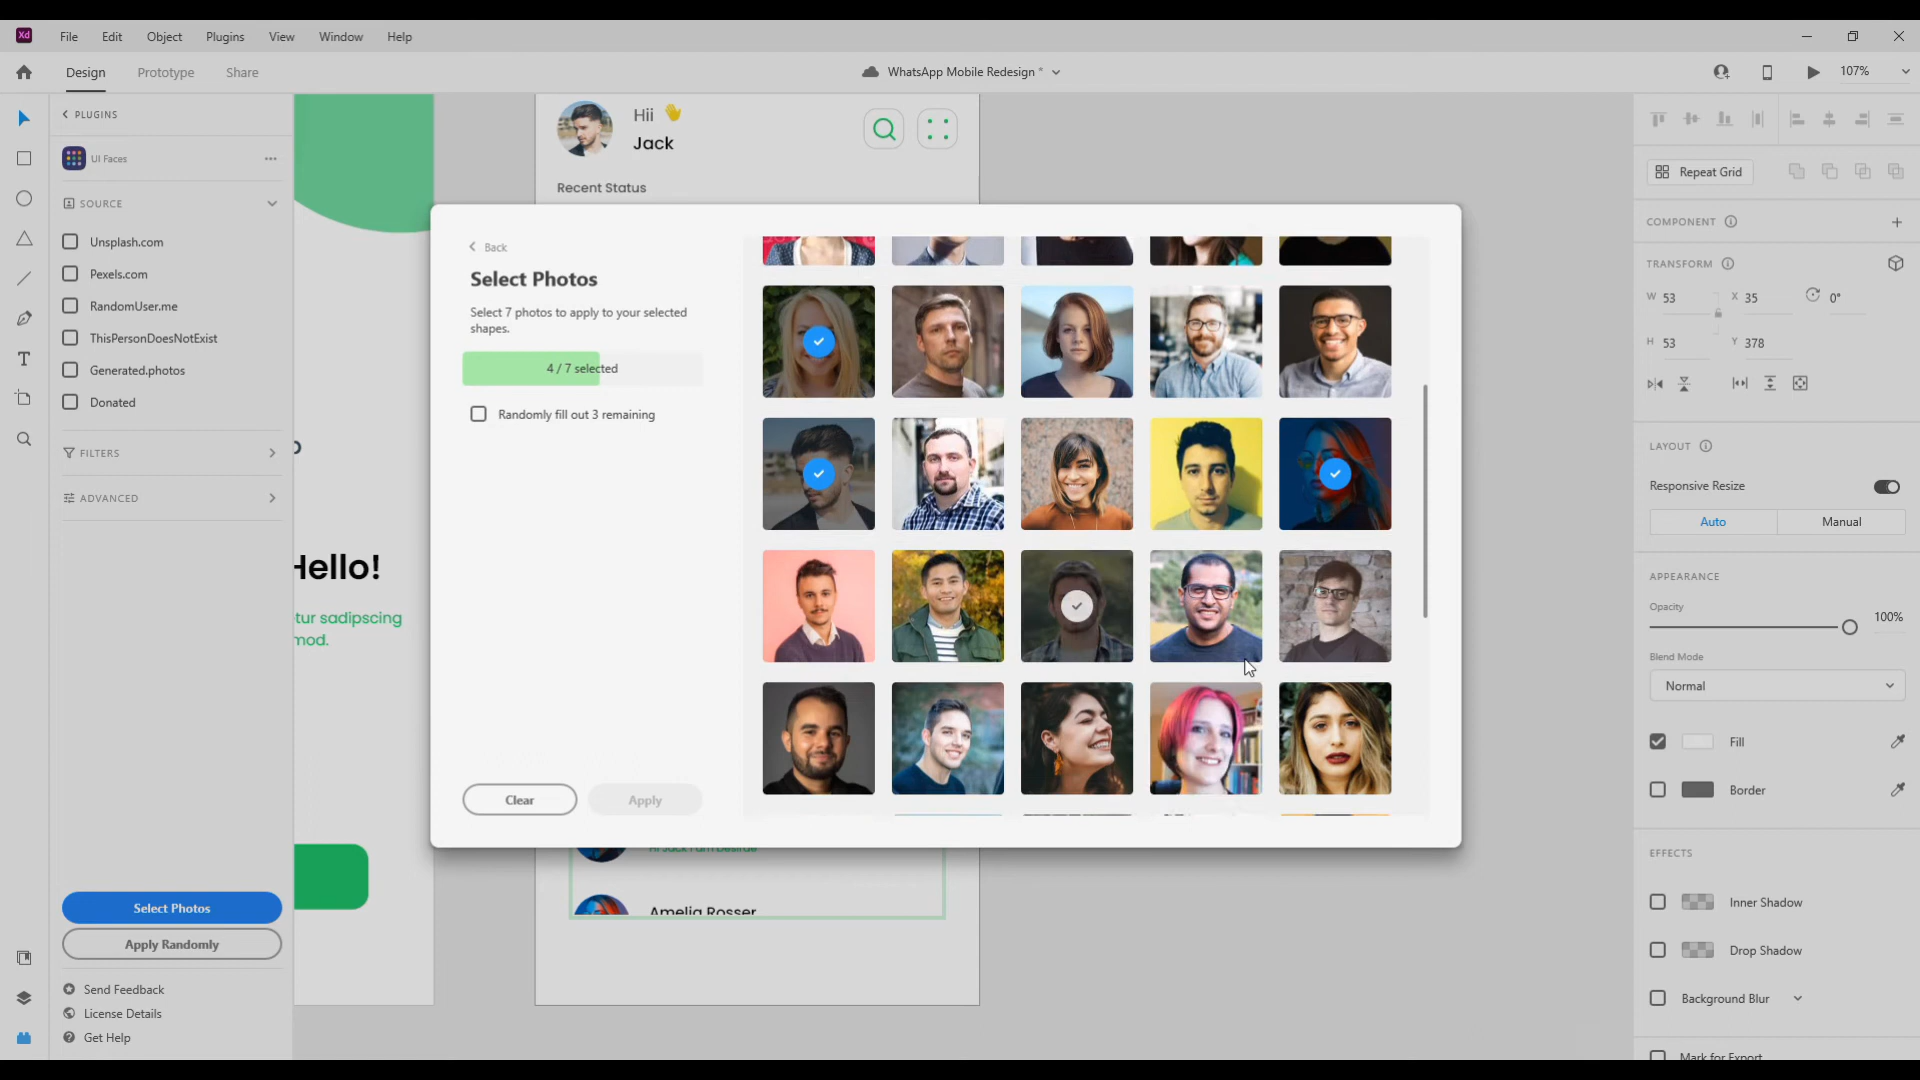 Xd
File
Edit
Object
Plugins
View
Window
Help
Design
Prototype
Share
WhatsApp Mobile Redesign *
107%
PLUGINS
UI Faces
SOURCE
Unsplash.com
Pexels.com
RandomUser.me
ThisPersonDoesNotExist
Generated.photos
Donated
FILTERS
ADVANCED
Select Photos
Apply Randomly
Send Feedback
License Details
Get Help
Hello!
tur sadipscing
mod.
Hii 👋
Jack
Recent Status
Back
Select Photos
Select 7 photos to apply to your selected
shapes.
4 / 7 selected
Randomly fill out 3 remaining
Clear
Apply
Amelia Rosser
Repeat Grid
COMPONENT
TRANSFORM
W 53
X 35
0°
H 53
Y 378
LAYOUT
Responsive Resize
Auto
Manual
APPEARANCE
Opacity
100%
Blend Mode
Normal
Fill
Border
EFFECTS
Inner Shadow
Drop Shadow
Background Blur
Mark for Export